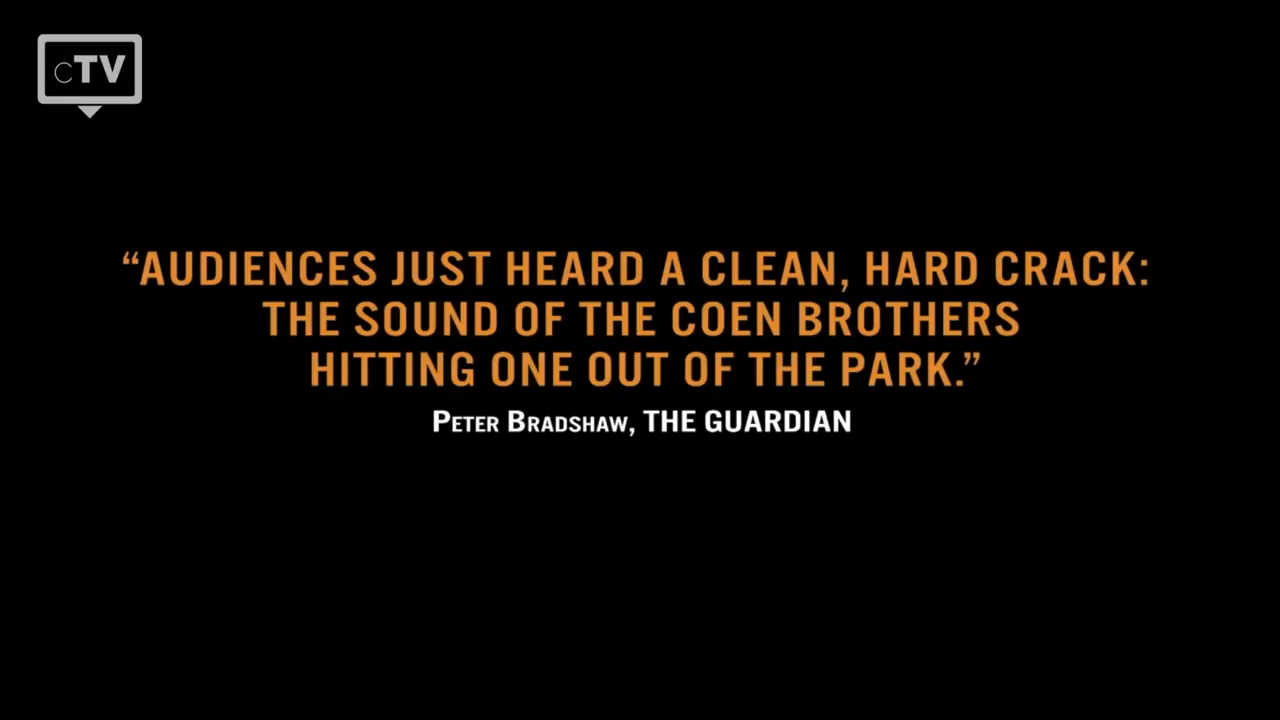 cTV
“AUDIENCES JUST HEARD A CLEAN, HARD CRACK:
THE SOUND OF THE COEN BROTHERS
HITTING ONE OUT OF THE PARK.”
PETER BRADSHAW, THE GUARDIAN